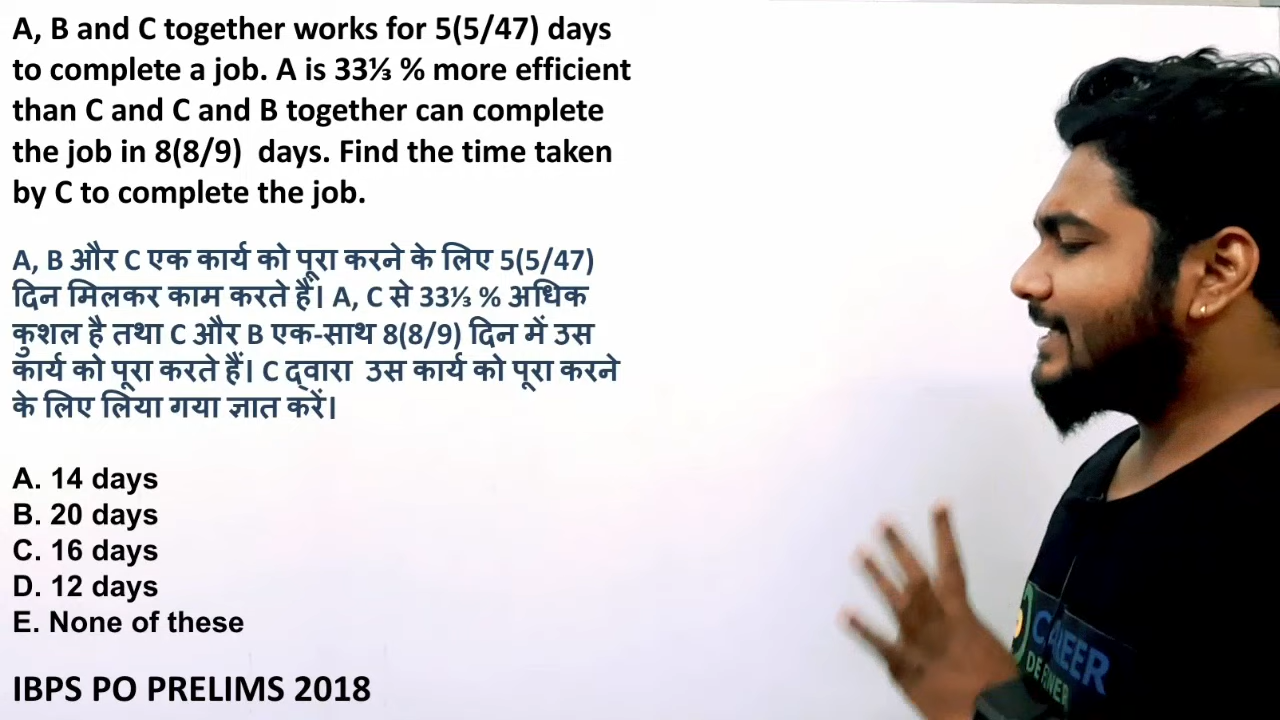 A, B and C together works for 5(5/47) days
to complete a job. A is 33⅓ % more efficient
than C and C and B together can complete
the job in 8(8/9) days. Find the time taken
by C to complete the job.
A, B और C एक कार्य को पूरा करने के लिए 5(5/47)
दिन मिलकर काम करते हैं। A, C से 33⅓ % अधिक
कुशल है तथा C और B एक-साथ 8(8/9) दिन में उस
कार्य को पूरा करते हैं। C द्वारा उस कार्य को पूरा करने
के लिए लिया गया ज्ञात करें।
A. 14 days
B. 20 days
C. 16 days
D. 12 days
E. None of these
IBPS PO PRELIMS 2018
CAREER
DEFINER